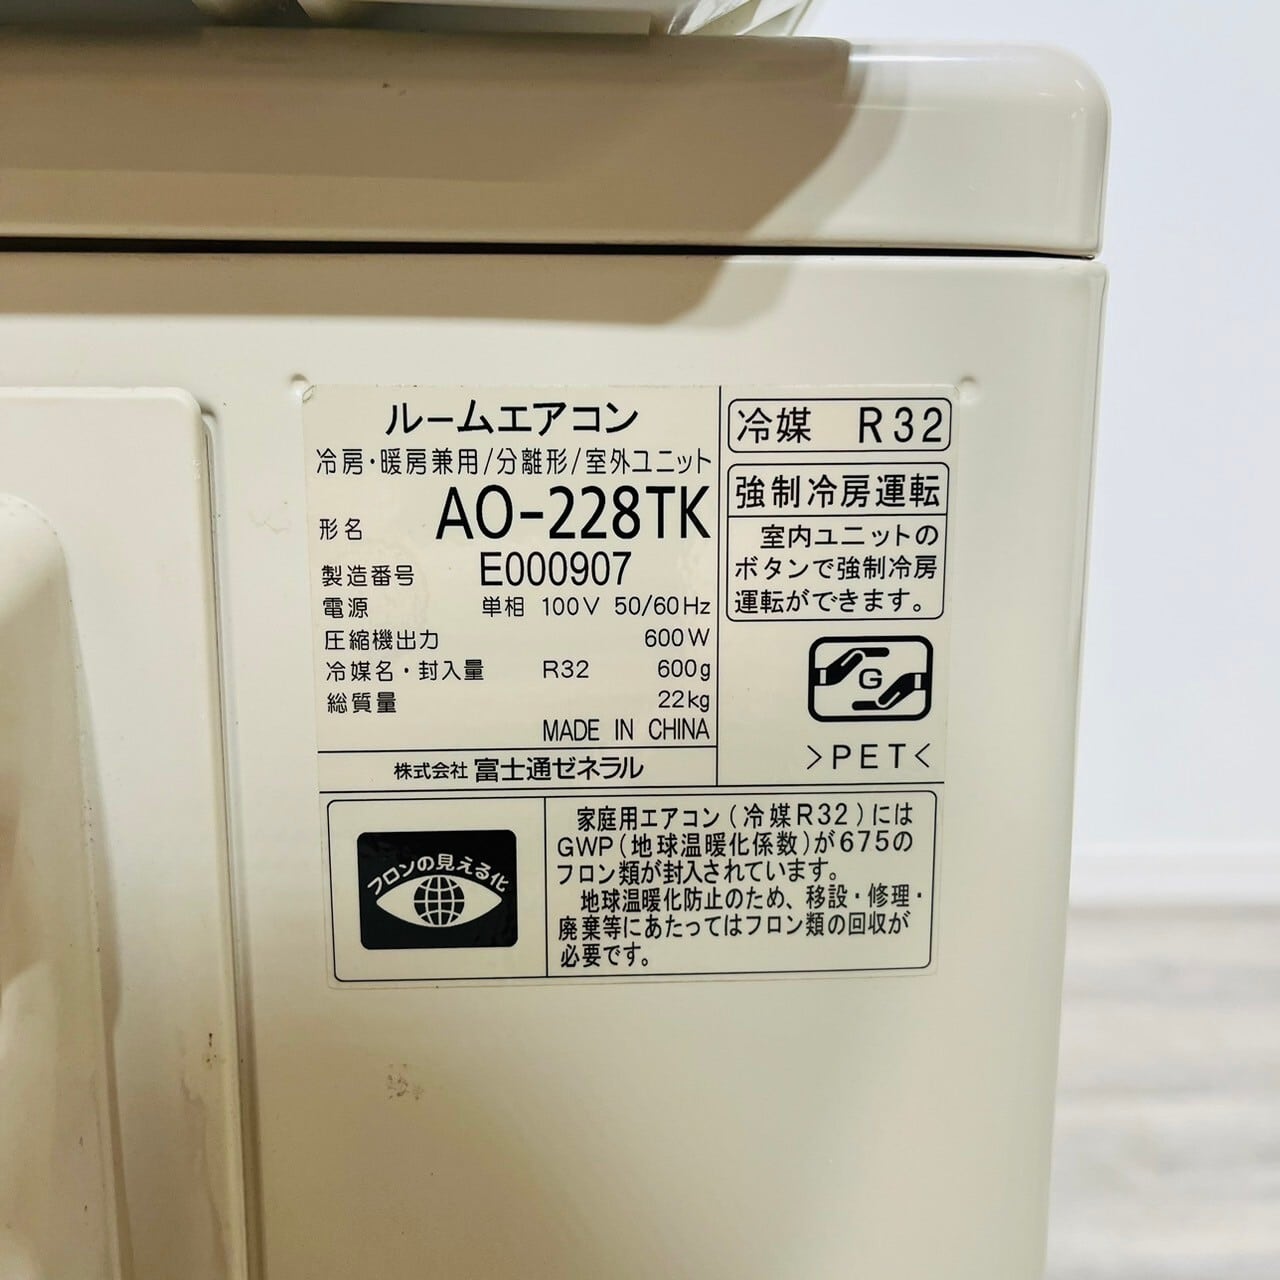 ルームエアコン
冷房・暖房兼用/分離形/室外ユニット
形名 AO-228TK
製造番号 E000907
電源 単相 100V 50/60Hz
圧縮機出力 600W
冷媒名・封入量 R32 600g
総質量 22kg
MADE IN CHINA
株式会社 富士通ゼネラル
冷媒 R32
強制冷房運転
室内ユニットの
ボタンで強制冷房
運転ができます。
G
>PET<
フロンの見える化
家庭用エアコン(冷媒R32)には
GWP(地球温暖化係数)が675の
フロン類が封入されています。
地球温暖化防止のため、移設・修理・
廃棄等にあたってはフロン類の回収が
必要です。